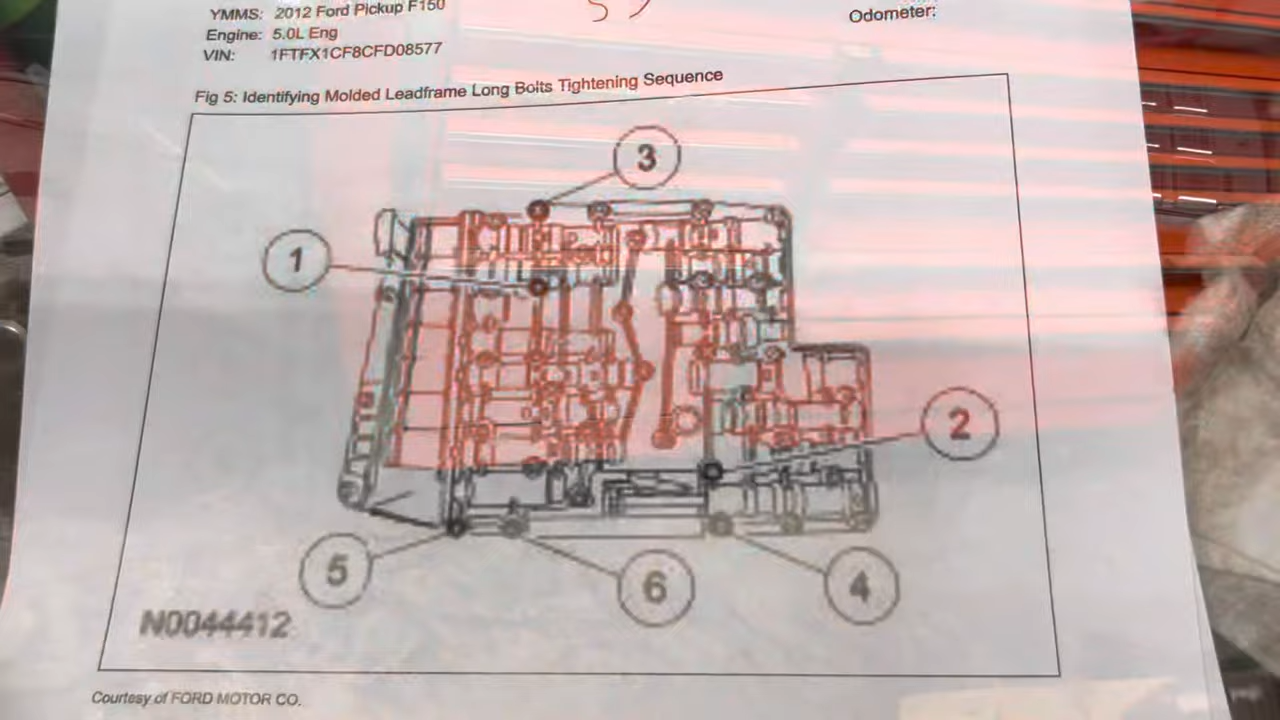 YMMS: 2012 Ford Pickup F150
Odometer:
Engine: 5.0L Eng
VIN: 1FTFX1CF8CFD08577
Fig 5: Identifying Molded Leadframe Long Bolts Tightening Sequence
3
1
2
5
6
4
N0044412
Courtesy of FORD MOTOR CO.